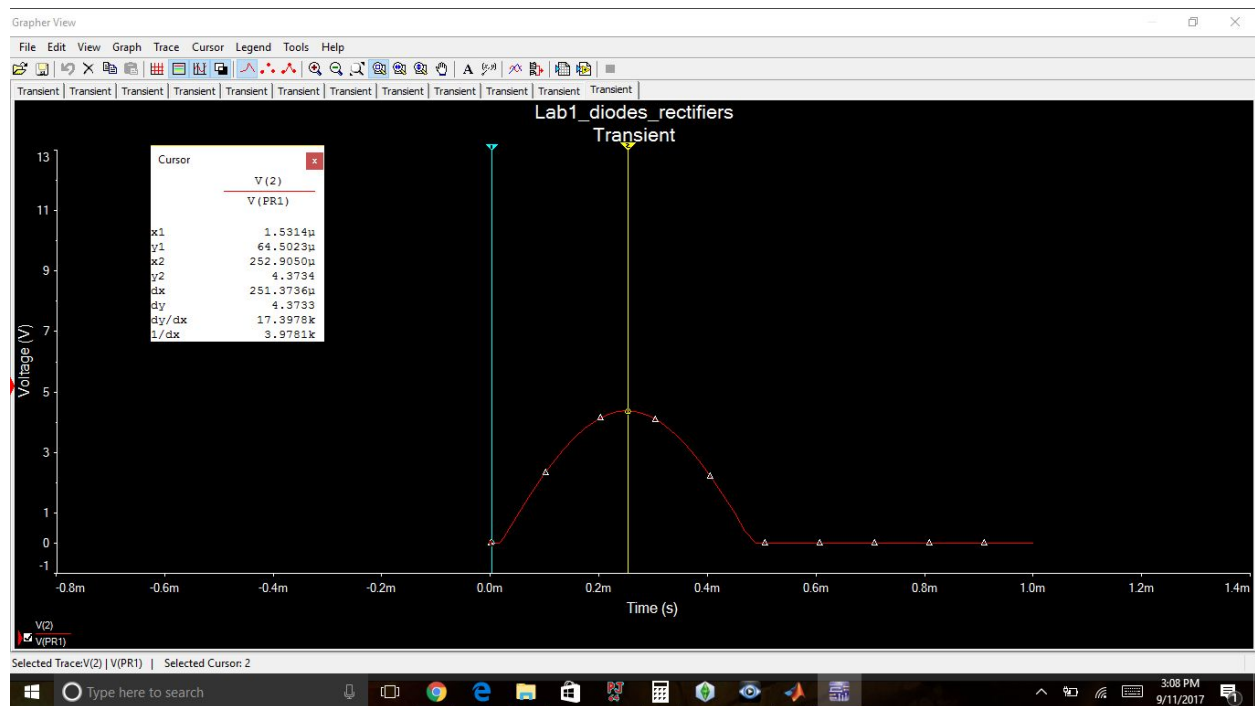 Grapher View
File Edit View Graph Trace Cursor Legend Tools Help
Transient Transient Transient Transient Transient Transient Transient Transient Transient Transient Transient Transient
Lab1_diodes_rectifiers
Transient
Cursor x
V(2)
V(PR1)
x1 1.5314µ
y1 64.5023µ
x2 252.9050µ
y2 4.3734
dx 251.3736µ
dy 4.3733
dy/dx 17.3978k
1/dx 3.9781k
1 2
Voltage (V)
13
11
9
7
5
3
1
0
-1
-0.8m -0.6m -0.4m -0.2m 0.0m 0.2m 0.4m 0.6m 0.8m 1.0m 1.2m 1.4m
Time (s)
V(2)
V(PR1)
Selected Trace:V(2) | V(PR1) | Selected Cursor: 2
Type here to search
3:08 PM
9/11/2017